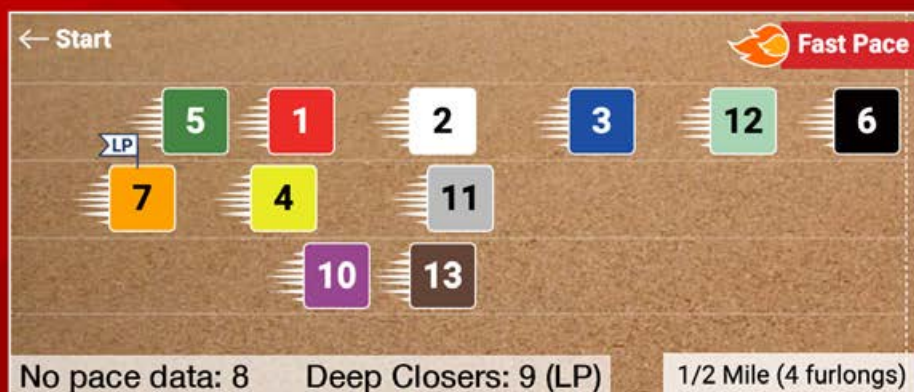 ← Start
Fast Pace
5 1 2 3 12 6
LP
7 4 11
10 13
No pace data: 8 Deep Closers: 9 (LP) 1/2 Mile (4 furlongs)